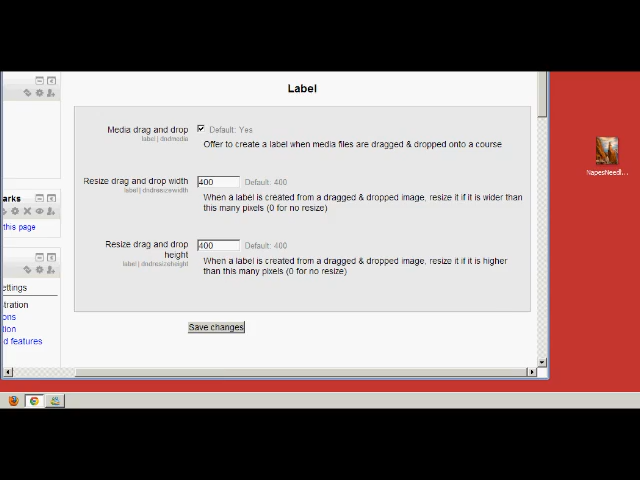 Label
Media drag and drop
Default: Yes
label | dndmedia
Offer to create a label when media files are dragged & dropped onto a course
Resize drag and drop width
400
Default: 400
label | dndresizewidth
When a label is created from a dragged & dropped image, resize it if it is wider than
this many pixels (0 for no resize)
arks
this page
Resize drag and drop
height
400
Default: 400
label | dndresizeheight
When a label is created from a dragged & dropped image, resize it if it is higher
than this many pixels (0 for no resize)
ettings
stration
ons
tion
d features
Save changes
NapesNeedl...